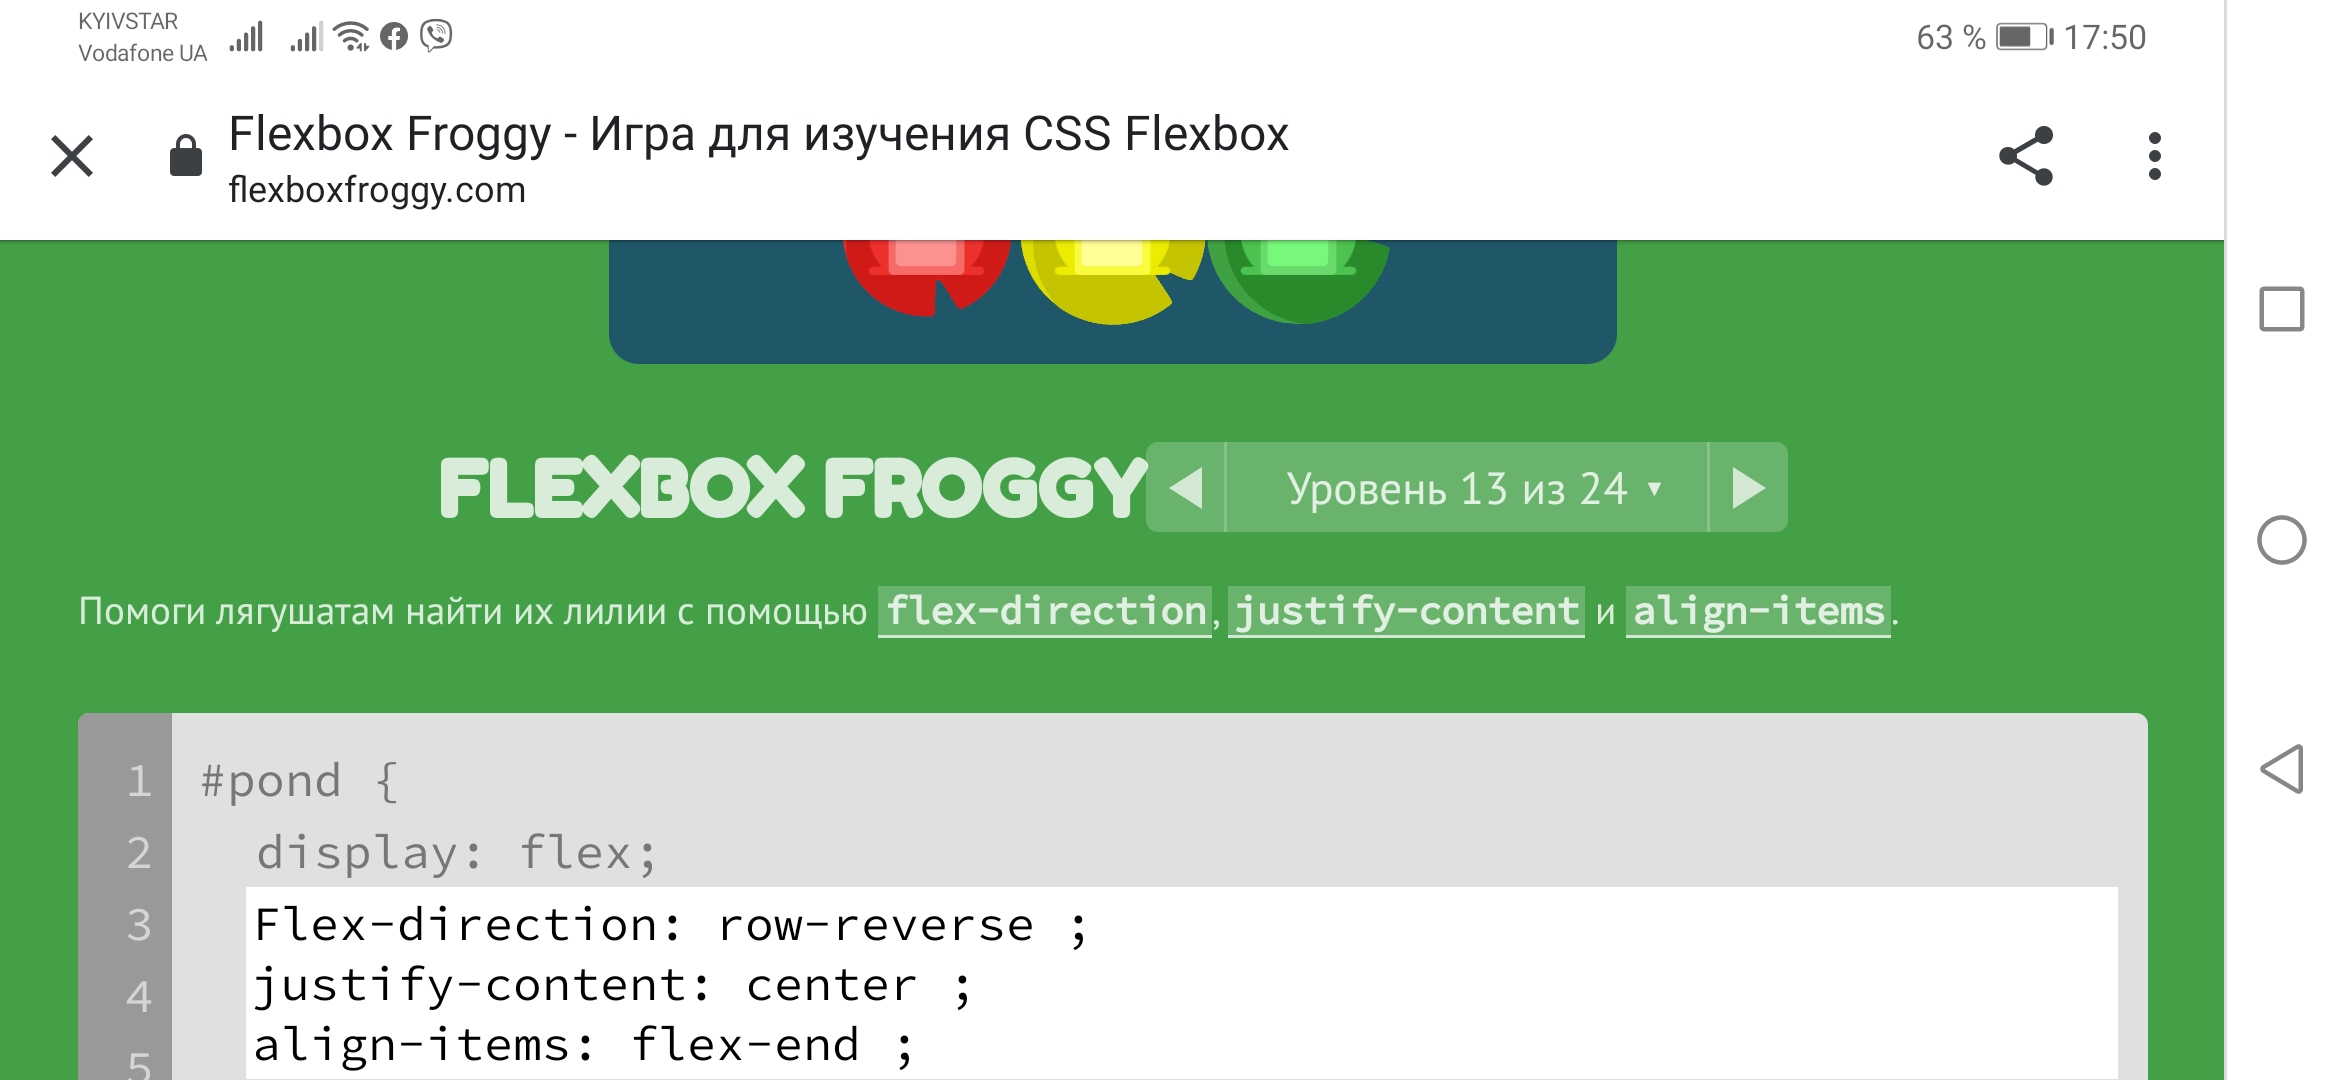 KYIVSTAR
Vodafone UA
63 %
17:50
Flexbox Froggy - Игра для изучения CSS Flexbox
flexboxfroggy.com
FLEXBOX FROGGY
Уровень 13 из 24 ▼
Помоги лягушатам найти их лилии с помощью flex-direction, justify-content и align-items.
1 #pond {
2 display: flex;
3 Flex-direction: row-reverse ;
4 justify-content: center ;
5 align-items: flex-end ;